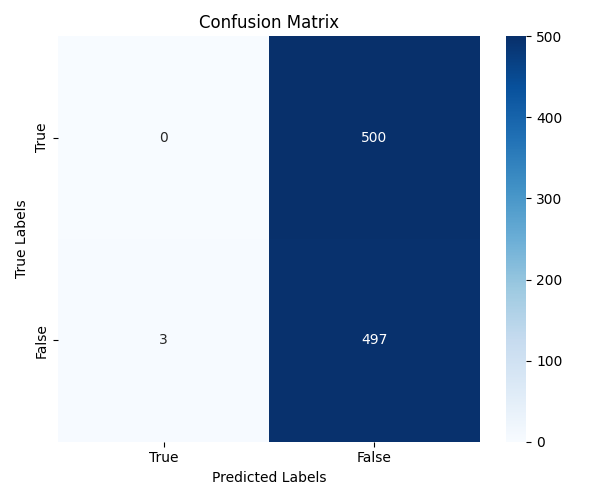 Confusion Matrix
True Labels
True
False
0
500
3
497
True
False
Predicted Labels
500
400
300
200
100
0